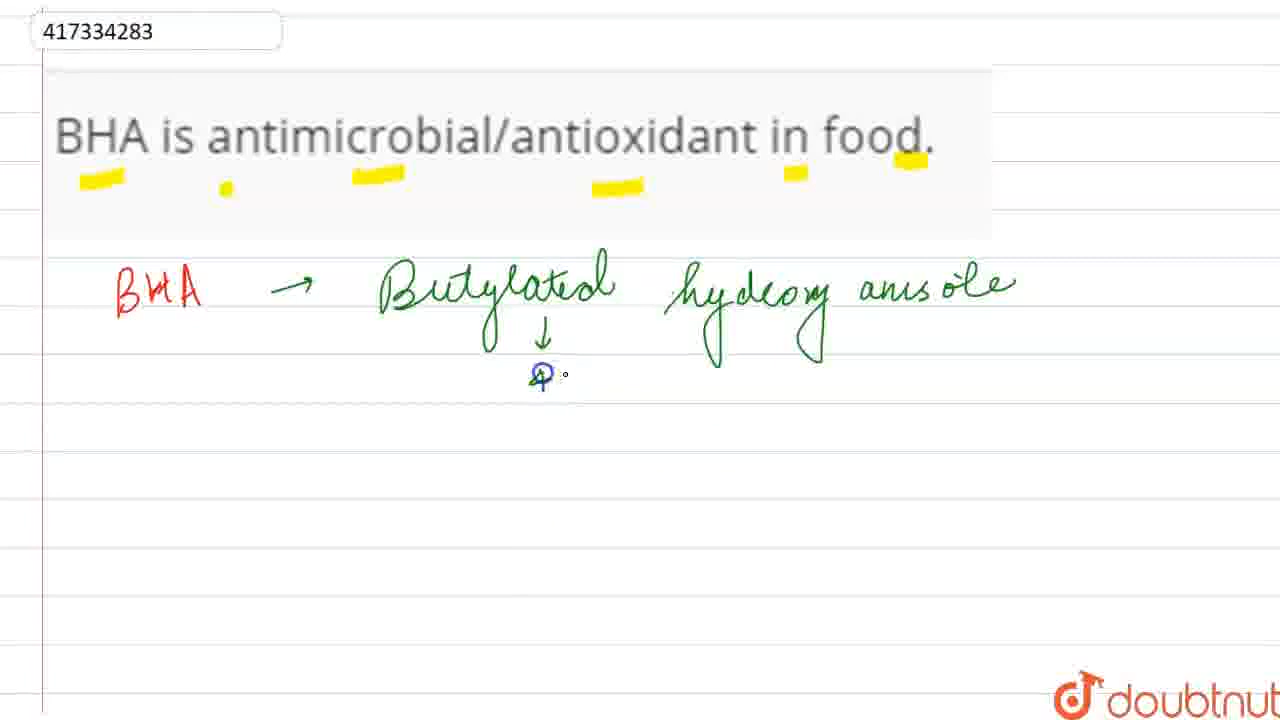 417334283
BHA is antimicrobial/antioxidant in food.
BHA → Butylated hydroxy anisole
↓
doubtnut